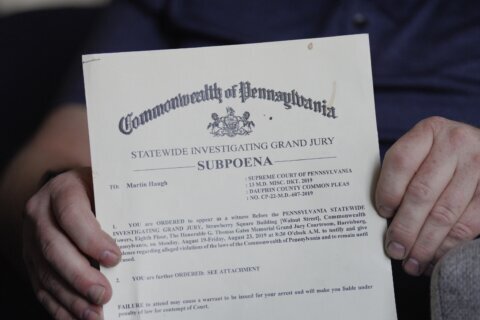 Commonwealth of Pennsylvania
STATEWIDE INVESTIGATING GRAND JURY
SUBPOENA
TO: Martin Haugh
: SUPREME COURT OF PENNSYLVANIA
: 13 M.D. MISC. DKT. 2019
: DAUPHIN COUNTY COMMON PLEAS
: NO. CP-22-MD-407-2019
1. YOU are ORDERED to appear as a witness Before the PENNSYLVANIA STATEWIDE
INVESTIGATING GRAND JURY, Strawberry Square Building [Walnut Street], Commonwealth
Towers, Eighth Floor, The Honorable G. Thomas Gates Memorial Grand Jury Courtroom, Harrisburg,
Pennsylvania, on Monday, August 19-Friday, August 23, 2019 at 8:30 O'clock A.M. to testify and give
evidence regarding alleged violations of the laws of the Commonwealth of Pennsylvania and to remain until
excused.
2. YOU are further ORDERED: SEE ATTACHMENT
FAILURE to attend may cause a warrant to be issued for your arrest and will make you liable under
penalty of law for contempt of Court.